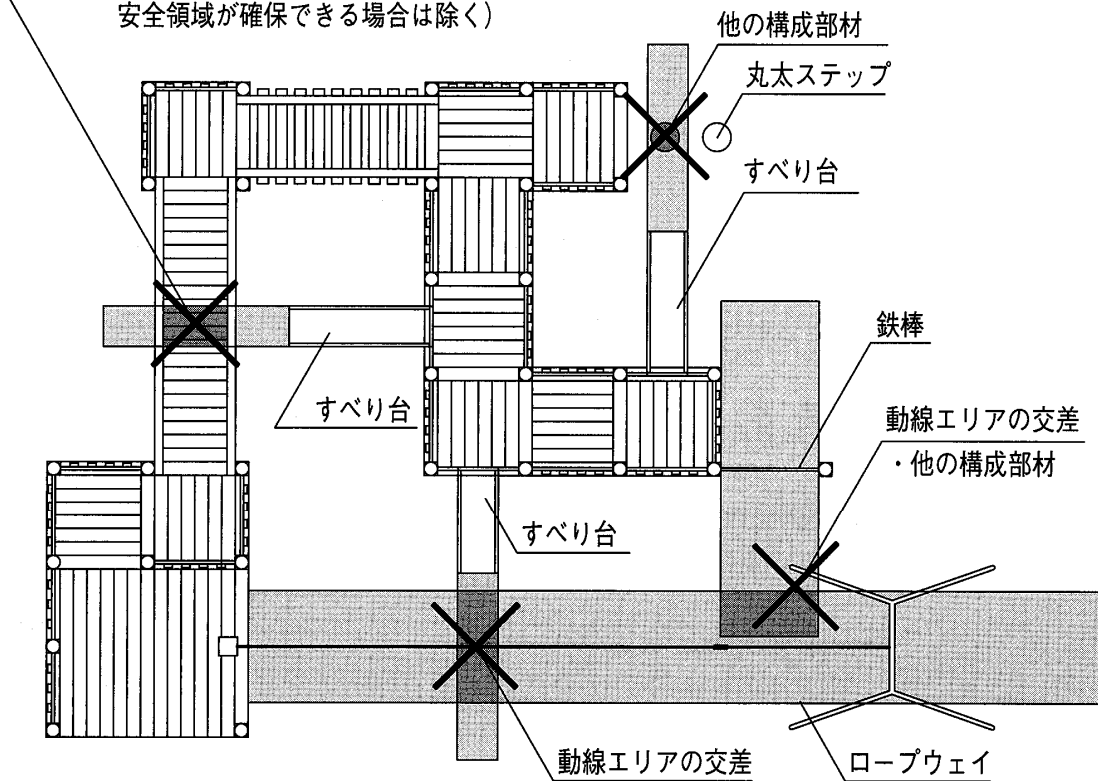 安全領域が確保できる場合は除く）
他の構成部材
丸太ステップ
すべり台
鉄棒
すべり台
動線エリアの交差
・他の構成部材
すべり台
動線エリアの交差
ロープウェイ